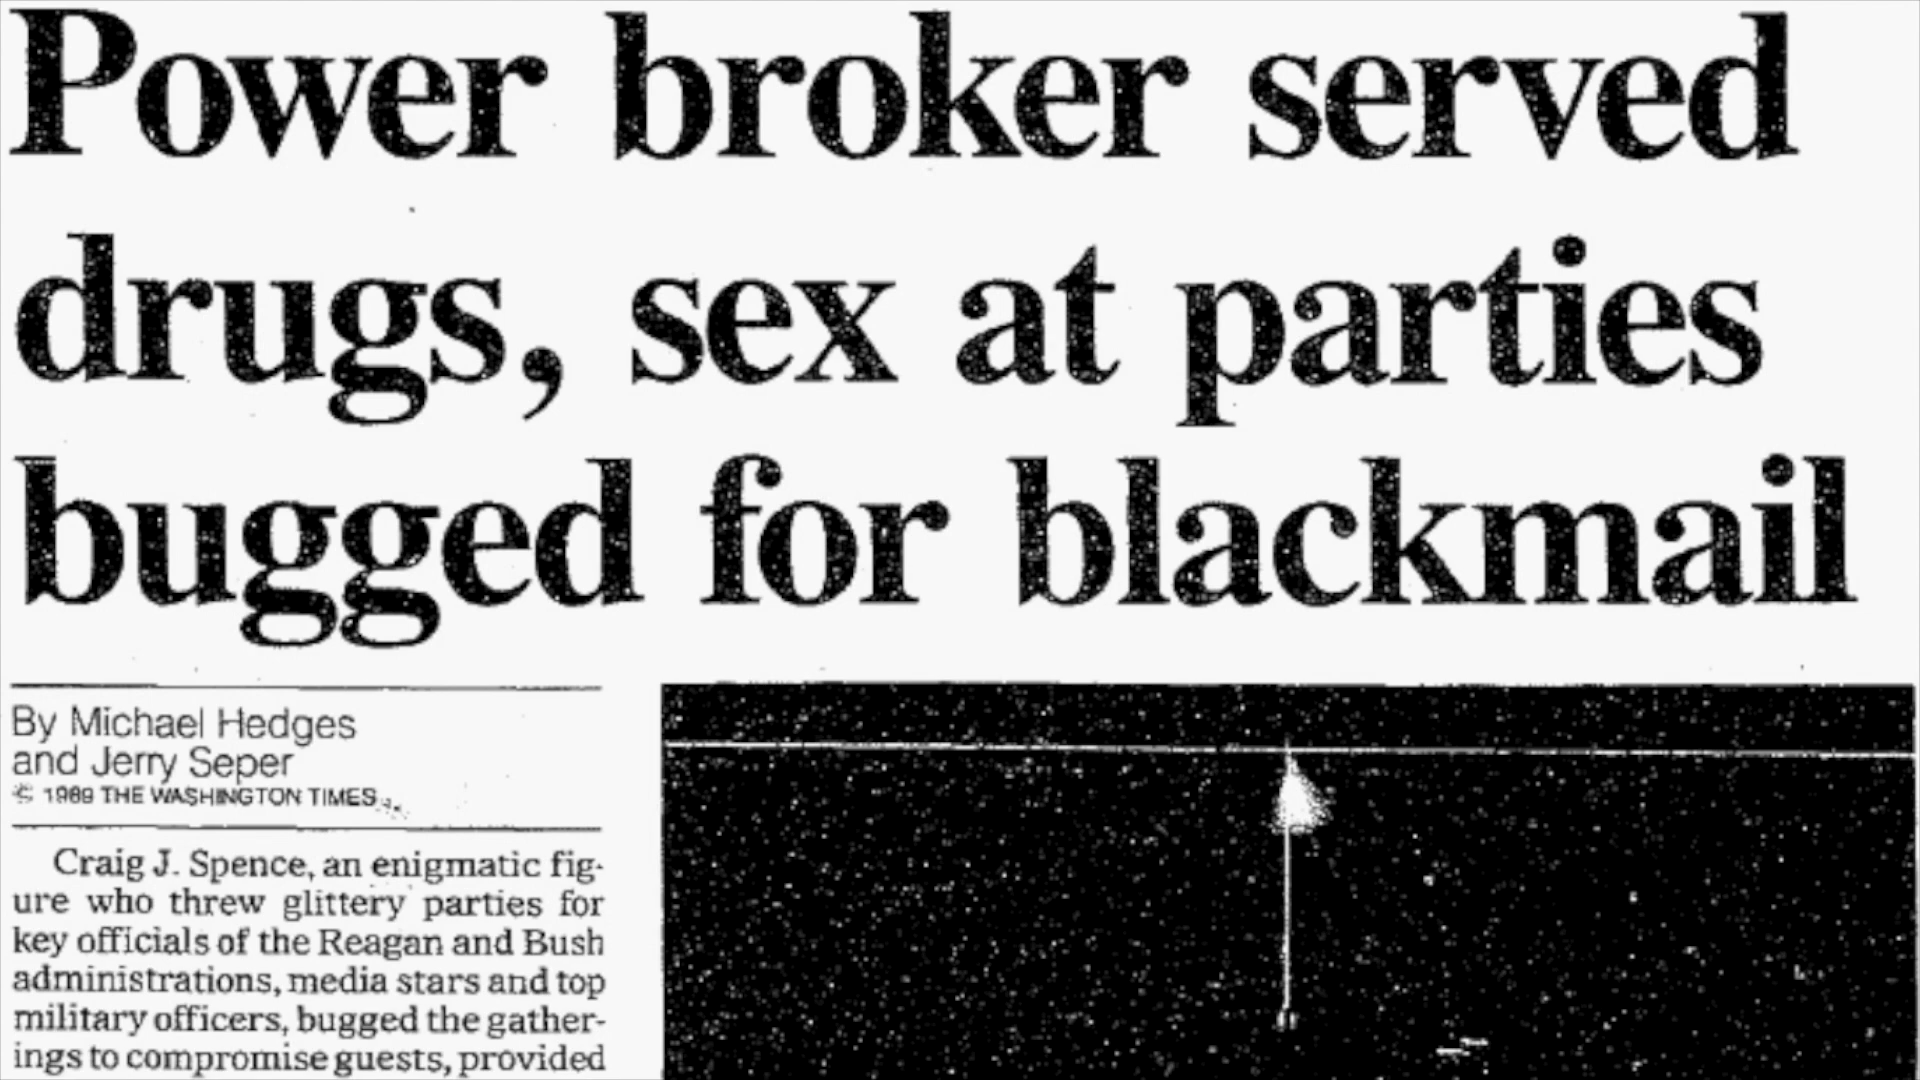 Power broker served
drugs, sex at parties
bugged for blackmail
By Michael Hedges
and Jerry Seper
© 1989 THE WASHINGTON TIMES
Craig J. Spence, an enigmatic fig-
ure who threw glittery parties for
key officials of the Reagan and Bush
administrations, media stars and top
military officers, bugged the gather-
ings to compromise guests, provided